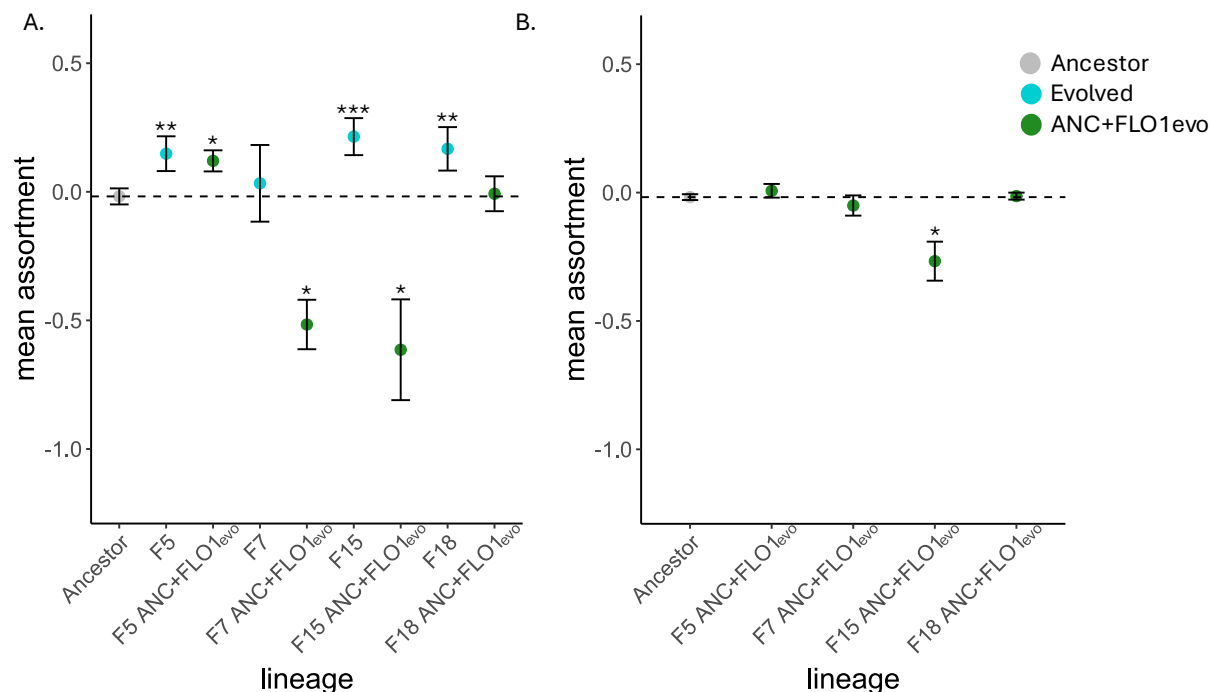 A.
mean assortment
0.5
0.0
-0.5
-1.0
**
*
*
***
*
**
Ancestor
F5
F5 ANC+FLO1evo
F7
F7 ANC+FLO1evo
F15
F15 ANC+FLO1evo
F18
F18 ANC+FLO1evo
lineage
B.
mean assortment
0.5
0.0
-0.5
-1.0
*
Ancestor
F5 ANC+FLO1evo
F7 ANC+FLO1evo
F15 ANC+FLO1evo
F18 ANC+FLO1evo
lineage
Ancestor
Evolved
ANC+FLO1evo